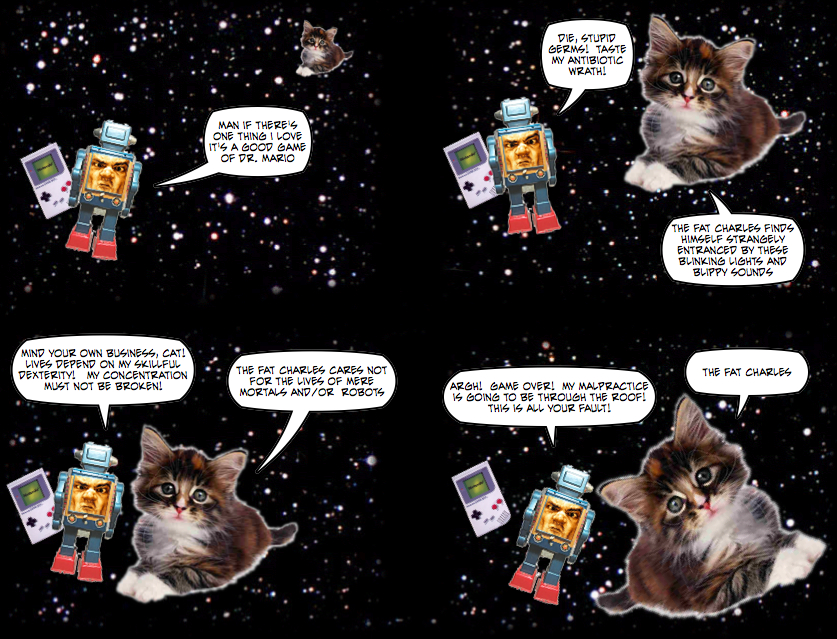 MAN IF THERE'S
ONE THING I LOVE
IT'S A GOOD GAME
OF DR. MARIO
DIE, STUPID
GERMS! TASTE
MY ANTIBIOTIC
WRATH!
THE FAT CHARLES FINDS
HIMSELF STRANGELY
ENTRANCED BY THESE
BLINKING LIGHTS AND
BLIPPY SOUNDS
MIND YOUR OWN BUSINESS, CAT!
LIVES DEPEND ON MY SKILLFUL
DEXTERITY! MY CONCENTRATION
MUST NOT BE BROKEN!
THE FAT CHARLES CARES NOT
FOR THE LIVES OF MERE
MORTALS AND/OR ROBOTS
ARGH! GAME OVER! MY MALPRACTICE
IS GOING TO BE THROUGH THE ROOF!
THIS IS ALL YOUR FAULT!
THE FAT CHARLES